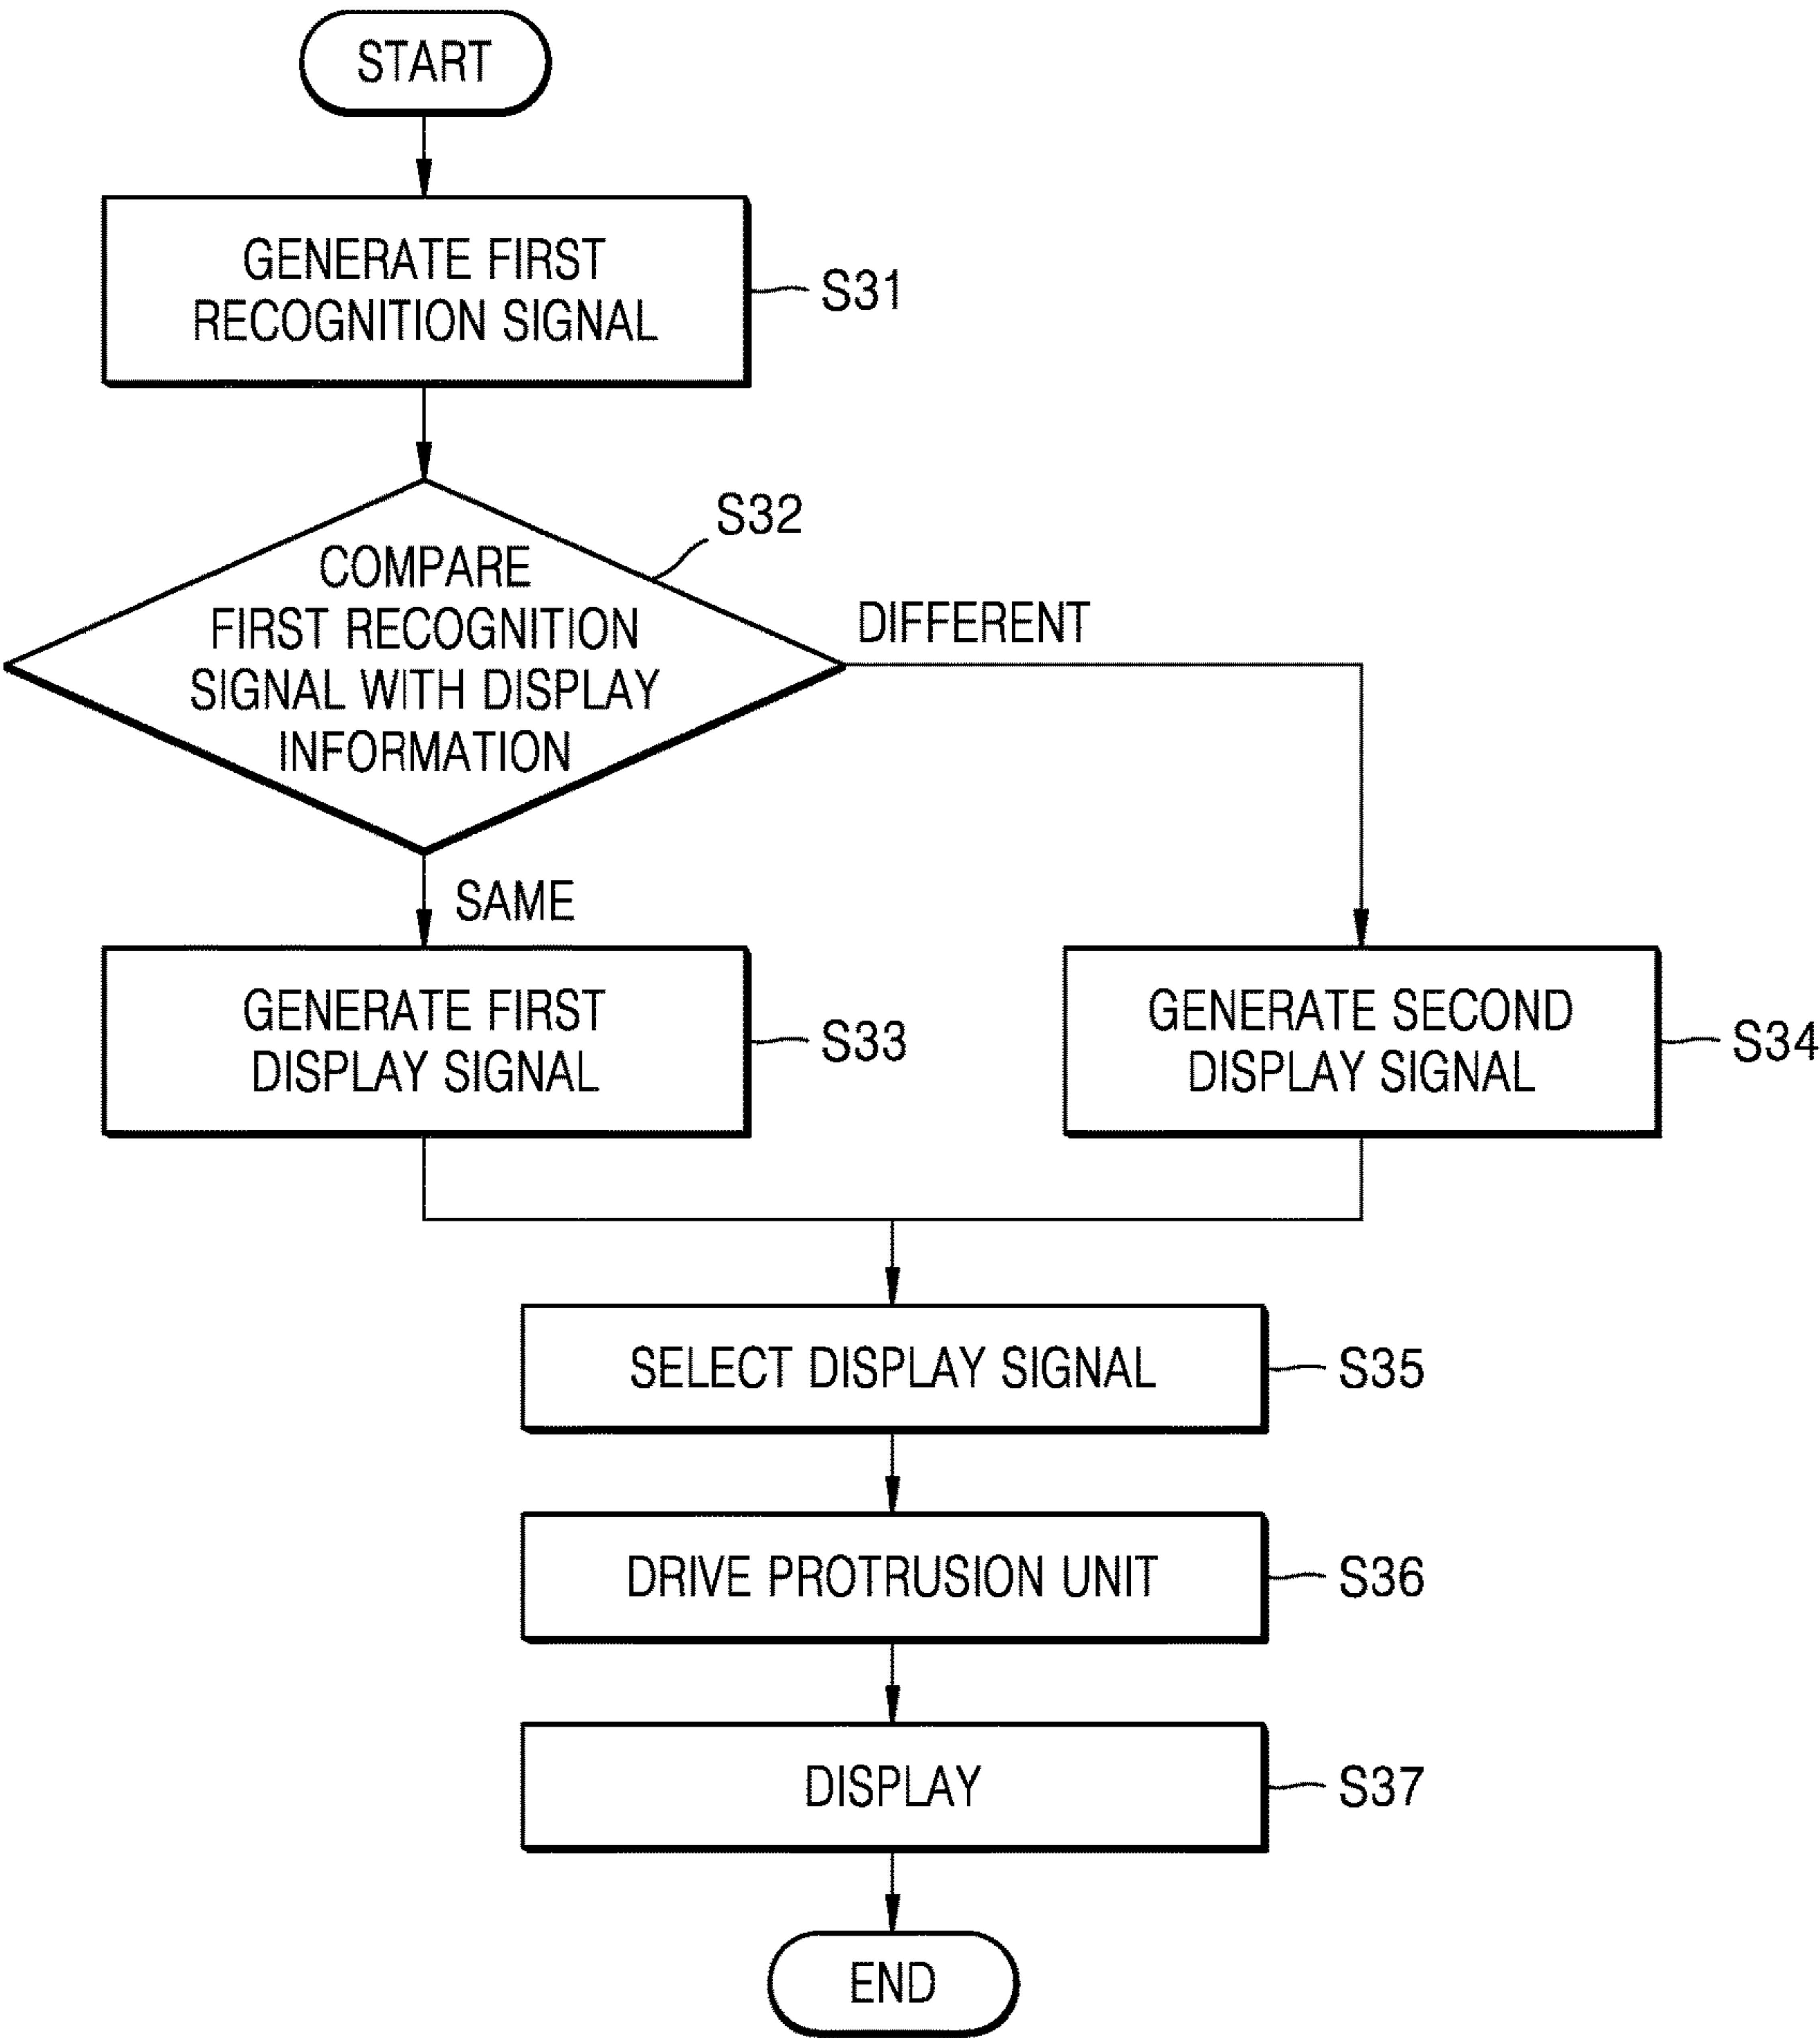 START
GENERATE FIRST
RECOGNITION SIGNAL
S31
S32
COMPARE
FIRST RECOGNITION
SIGNAL WITH DISPLAY
INFORMATION
DIFFERENT
SAME
GENERATE FIRST
DISPLAY SIGNAL
S33
GENERATE SECOND
DISPLAY SIGNAL
S34
SELECT DISPLAY SIGNAL
S35
DRIVE PROTRUSION UNIT
S36
DISPLAY
S37
END